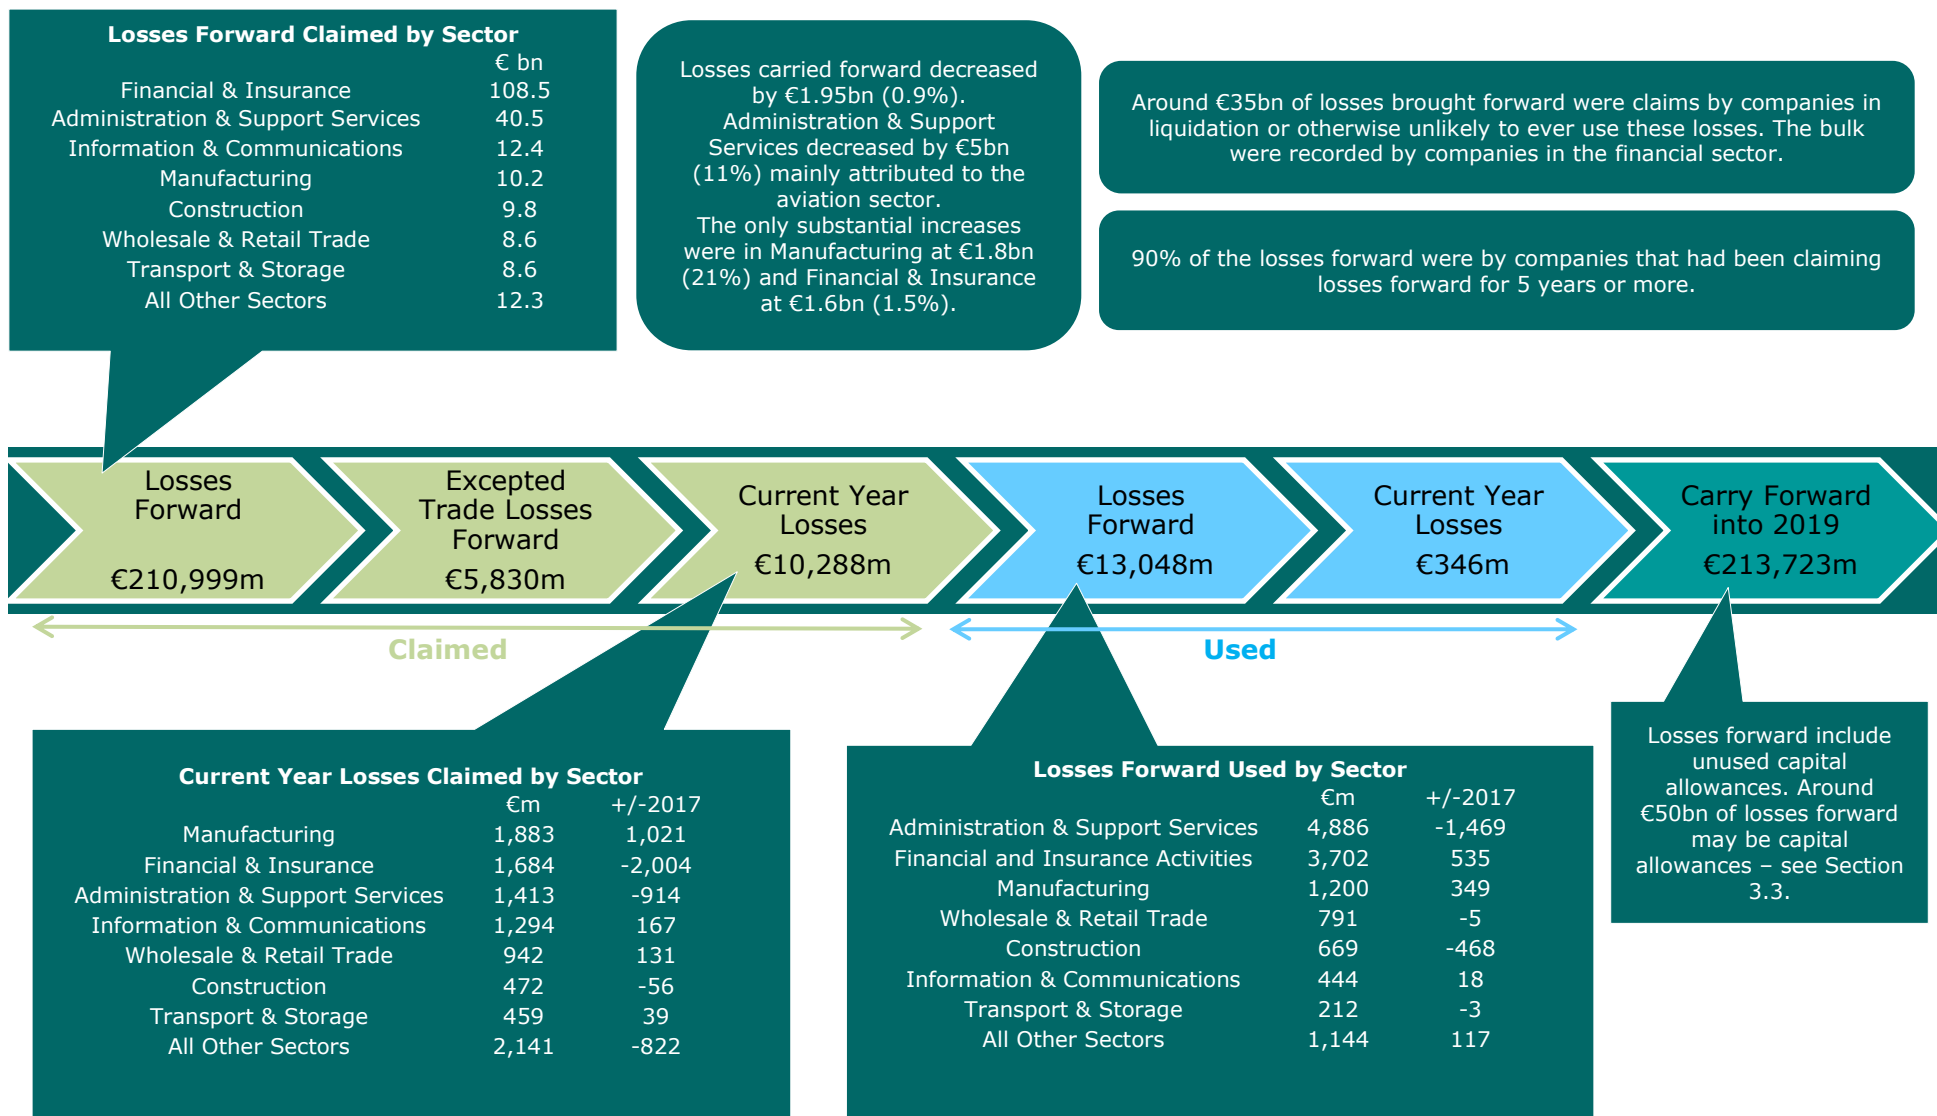 Losses Forward Claimed by Sector
€ bn
Financial & Insurance 108.5
Administration & Support Services 40.5
Information & Communications 12.4
Manufacturing 10.2
Construction 9.8
Wholesale & Retail Trade 8.6
Transport & Storage 8.6
All Other Sectors 12.3
Losses carried forward decreased
by €1.95bn (0.9%).
Administration & Support
Services decreased by €5bn
(11%) mainly attributed to the
aviation sector.
The only substantial increases
were in Manufacturing at €1.8bn
(21%) and Financial & Insurance
at €1.6bn (1.5%).
Around €35bn of losses brought forward were claims by companies in
liquidation or otherwise unlikely to ever use these losses. The bulk
were recorded by companies in the financial sector.
90% of the losses forward were by companies that had been claiming
losses forward for 5 years or more.
Losses
Forward
€210,999m
Excepted
Trade Losses
Forward
€5,830m
Current Year
Losses
€10,288m
Losses
Forward
€13,048m
Current Year
Losses
€346m
Carry Forward
into 2019
€213,723m
Claimed
Used
Current Year Losses Claimed by Sector
€m +/-2017
Manufacturing 1,883 1,021
Financial & Insurance 1,684 -2,004
Administration & Support Services 1,413 -914
Information & Communications 1,294 167
Wholesale & Retail Trade 942 131
Construction 472 -56
Transport & Storage 459 39
All Other Sectors 2,141 -822
Losses Forward Used by Sector
€m +/-2017
Administration & Support Services 4,886 -1,469
Financial and Insurance Activities 3,702 535
Manufacturing 1,200 349
Wholesale & Retail Trade 791 -5
Construction 669 -468
Information & Communications 444 18
Transport & Storage 212 -3
All Other Sectors 1,144 117
Losses forward include
unused capital
allowances. Around
€50bn of losses forward
may be capital
allowances – see Section
3.3.